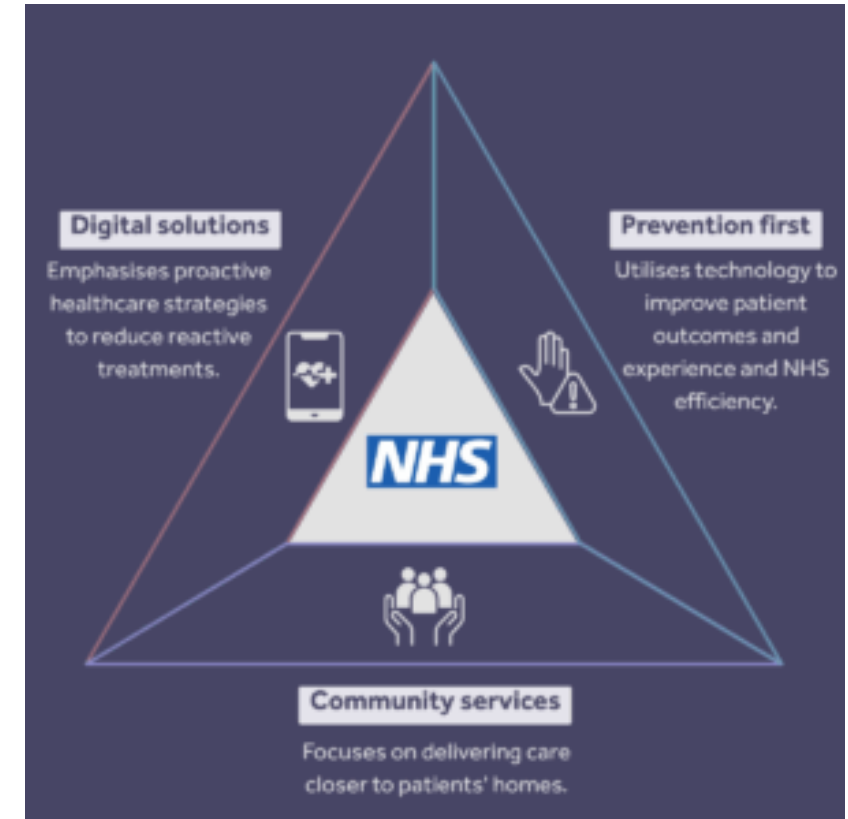 Digital solutions
Emphasises proactive
healthcare strategies
to reduce reactive
treatments.
Prevention first
Utilises technology to
improve patient
outcomes and
experience and NHS
efficiency.
NHS
Community services
Focuses on delivering care
closer to patients' homes.